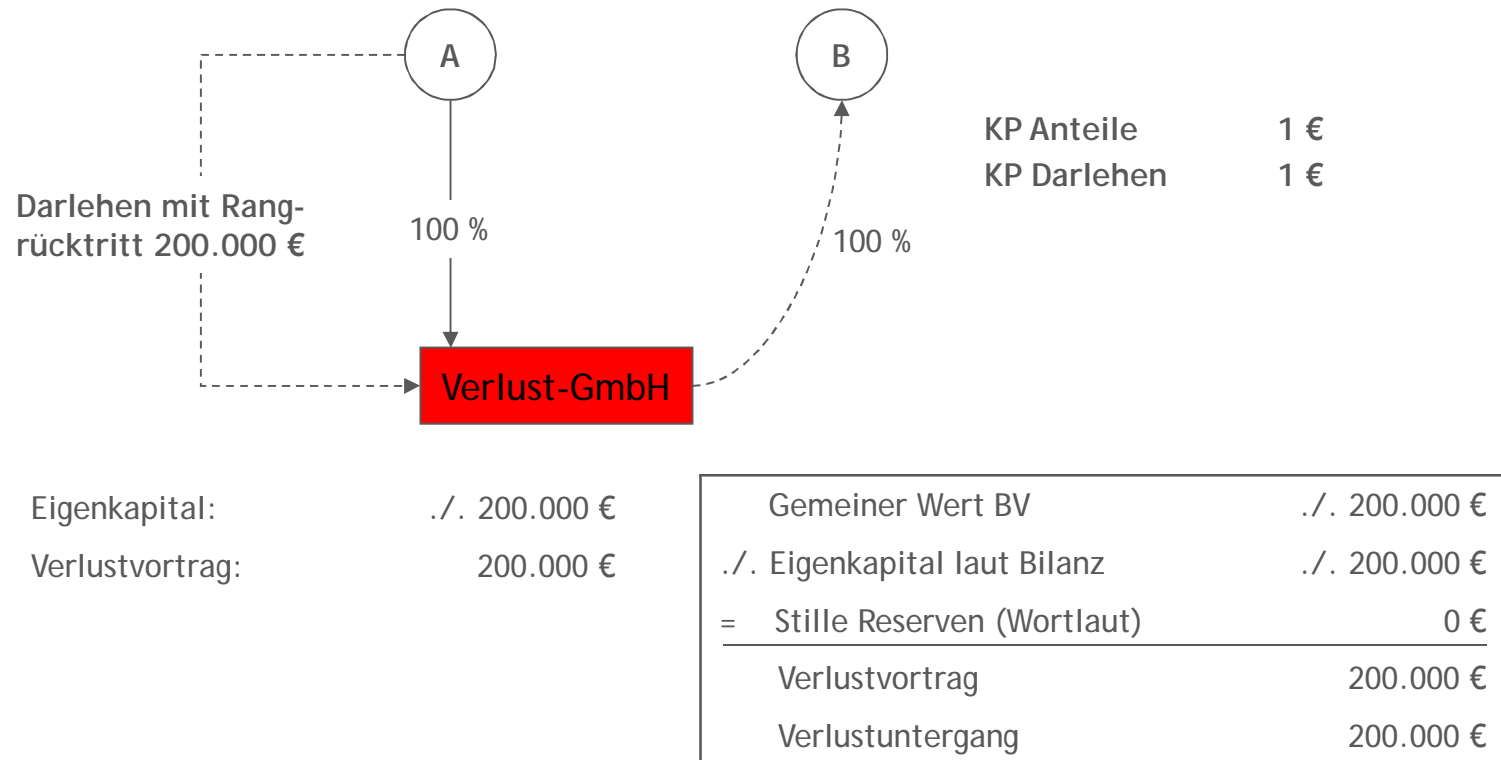 A
B
KP Anteile 1 €
KP Darlehen 1 €
Darlehen mit Rang-
rücktritt 200.000 €
100 %
100 %
Verlust-GmbH
Eigenkapital: ./. 200.000 €
Verlustvortrag: 200.000 €
Gemeiner Wert BV ./. 200.000 €
./. Eigenkapital laut Bilanz ./. 200.000 €
= Stille Reserven (Wortlaut) 0 €
Verlustvortrag 200.000 €
Verlustuntergang 200.000 €